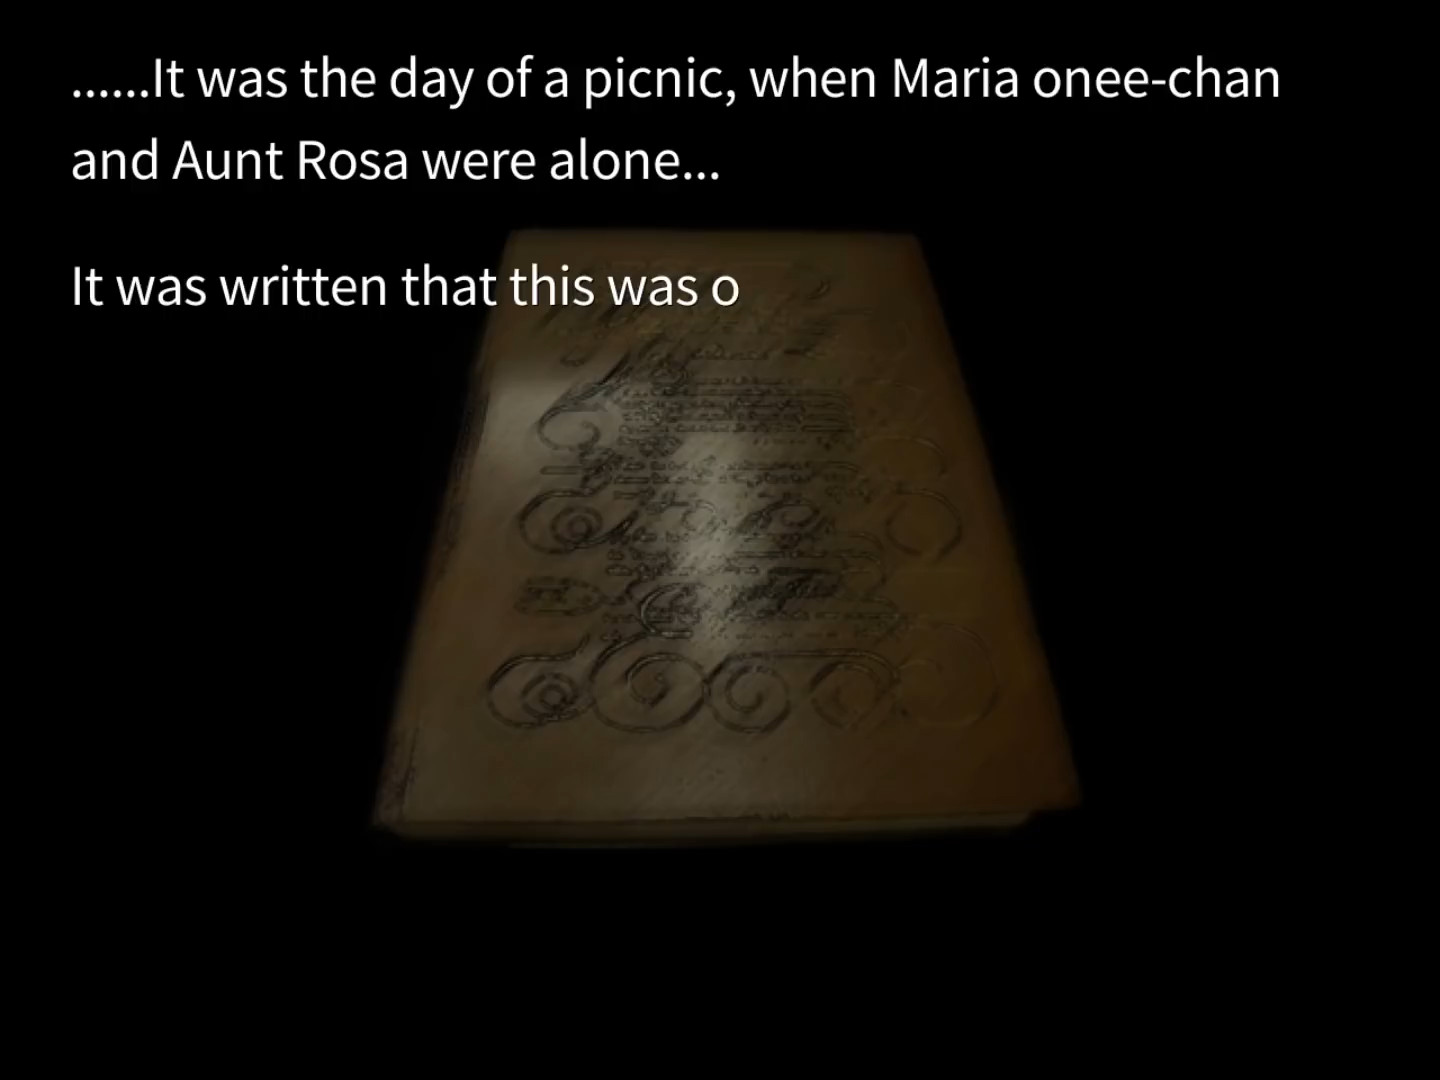 ......It was the day of a picnic, when Maria onee-chan
and Aunt Rosa were alone...
It was written that this was o